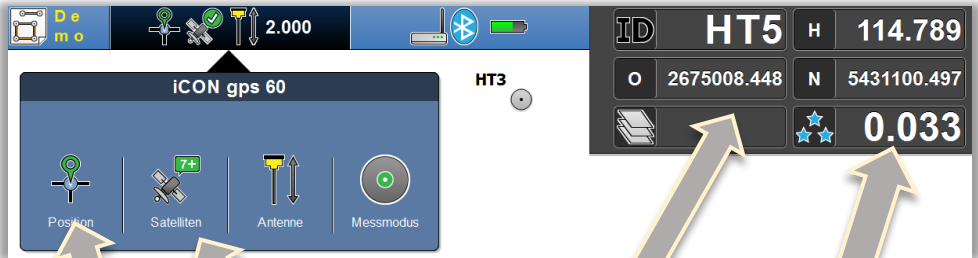 De
mo
2.000
iCON gps 60
7+
Position
Satelliten
Antenne
Messmodus
HT3
ID HT5 H 114.789
O 2675008.448 N 5431100.497
0.033